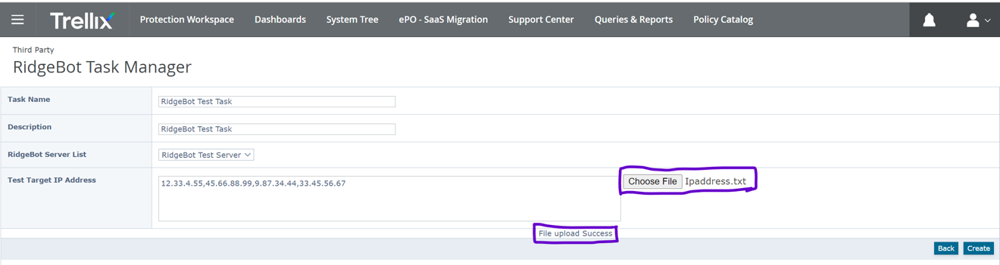 Trellix Protection Workspace Dashboards System Tree ePO - SaaS Migration Support Center Queries & Reports Policy Catalog
Third Party
RidgeBot Task Manager
Task Name RidgeBot Test Task
Description RidgeBot Test Task
RidgeBot Server List RidgeBot Test Server
Test Target IP Address 12.33.4.55,45.66.88.99,9.87.34.44,33.45.56.67 Choose File Ipaddress.txt
File upload Success
Back Create